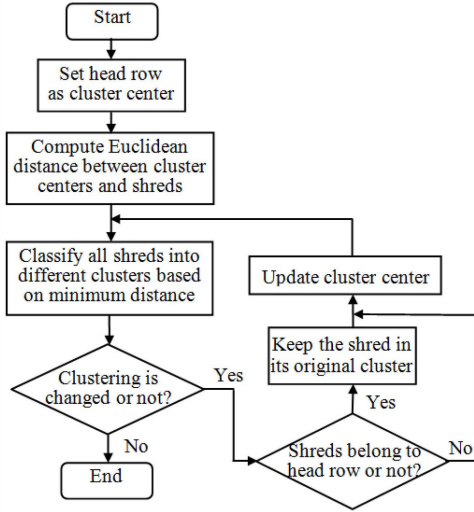 Start
Set head row
as cluster center
Compute Euclidean
distance between cluster
centers and shreds
Classify all shreds into
different clusters based
on minimum distance
Update cluster center
Keep the shred in
its original cluster
Clustering is
changed or not?
Yes
Yes
No
End
Shreds belong to
head row or not?
No